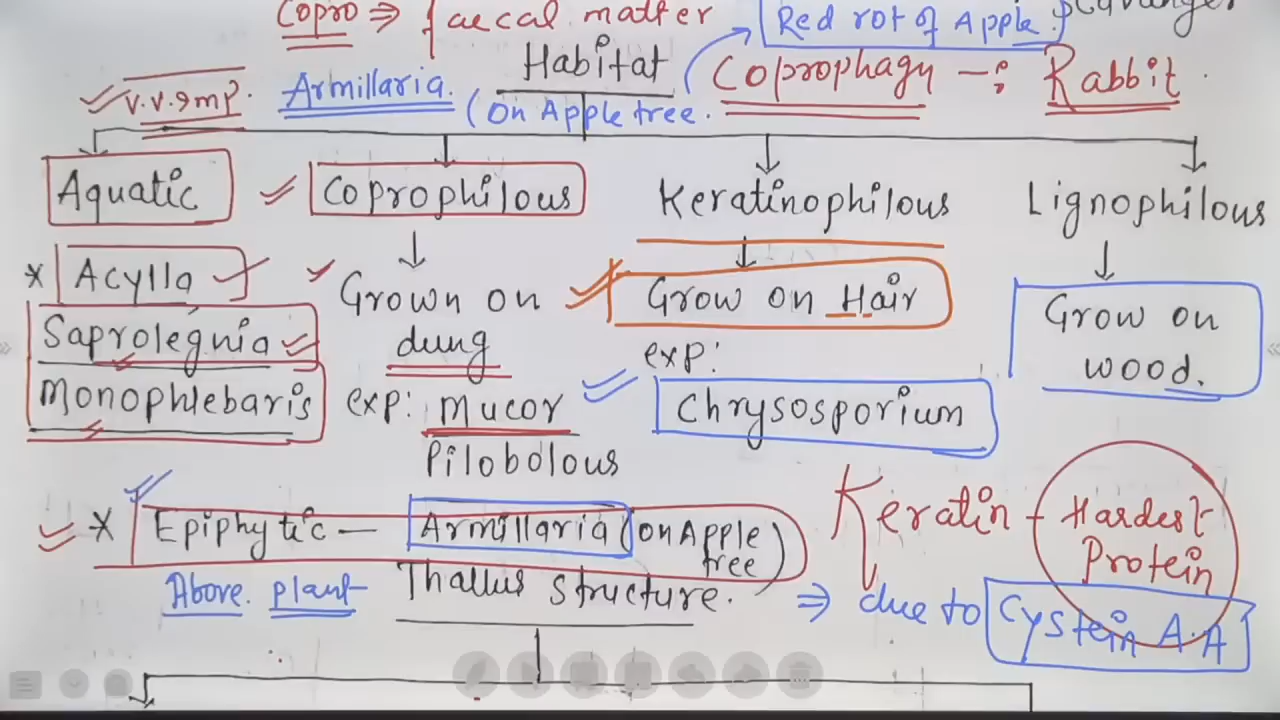 Copro ⇒ faecal matter
Red rot of Apple.
Habitat
Coprophagy —: Rabbit.
v.v.Imp.
Armillaria.
(On Apple tree.
Aquatic
Coprophilous
Keratinophilous
Lignophilous
* Acylla
Grown on
dung
Grow on Hair
Grow on
wood.
Saprolegnia
exp:
Monophlebaris
exp: Mucor
Chrysosporium
Pilobolous
Keratin - Hardest
Protein
* Epiphytic — Armillaria (on Apple
tree)
Above. plant
Thallus structure.
⇒ due to Cystein A.A